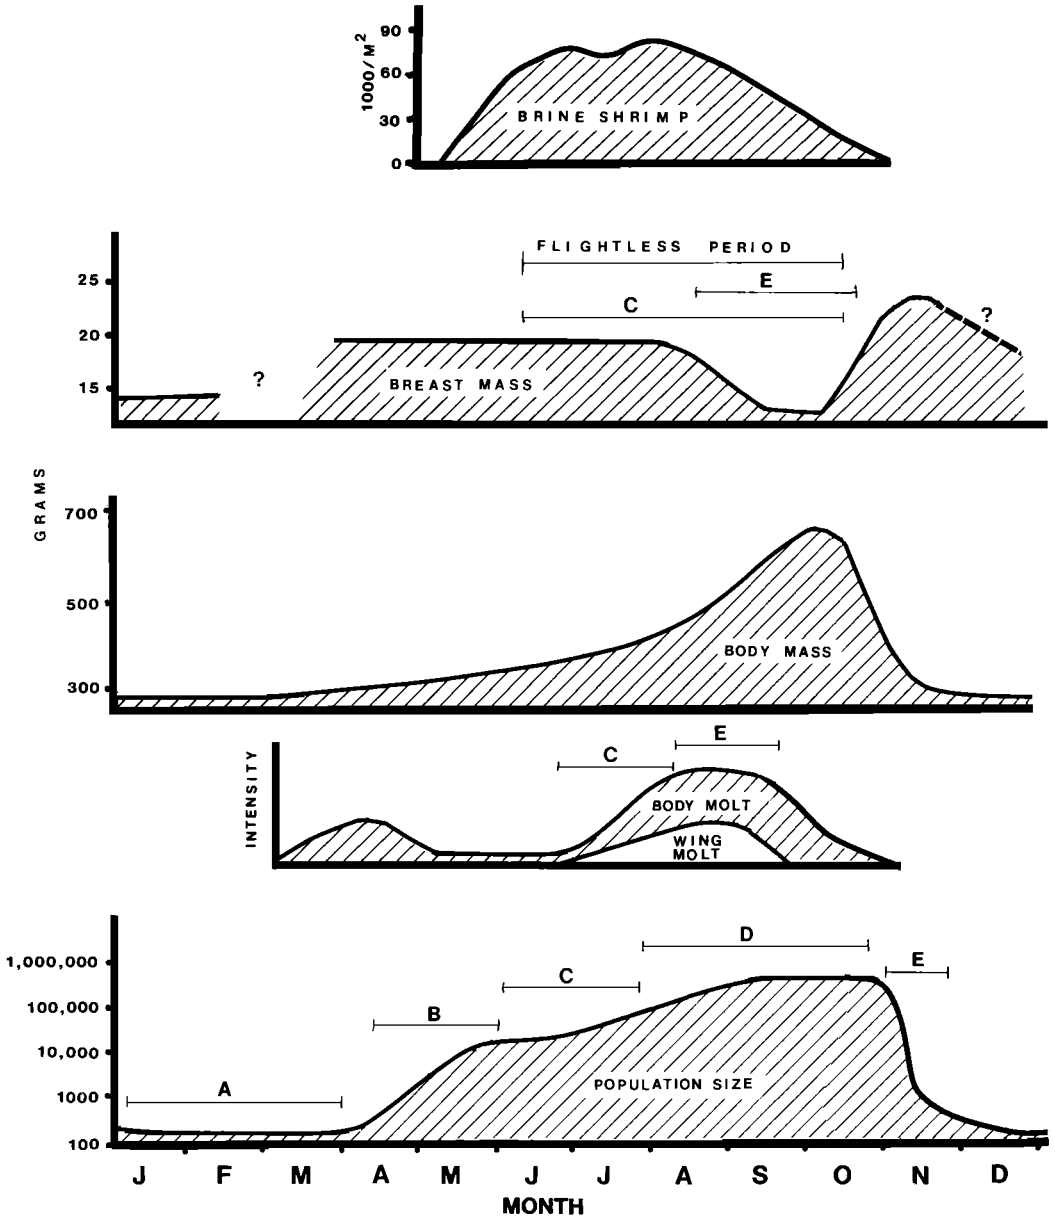 1000/M²
90
60
30
0
BRINE SHRIMP
FLIGHTLESS PERIOD
E
C
25
20
15
?
BREAST MASS
?
GRAMS
700
500
300
BODY MASS
INTENSITY
C
E
BODY MOLT
WING
MOLT
1,000,000
100,000
10,000
1000
100
A
B
C
D
E
POPULATION SIZE
J F M A M J J A S O N D
MONTH